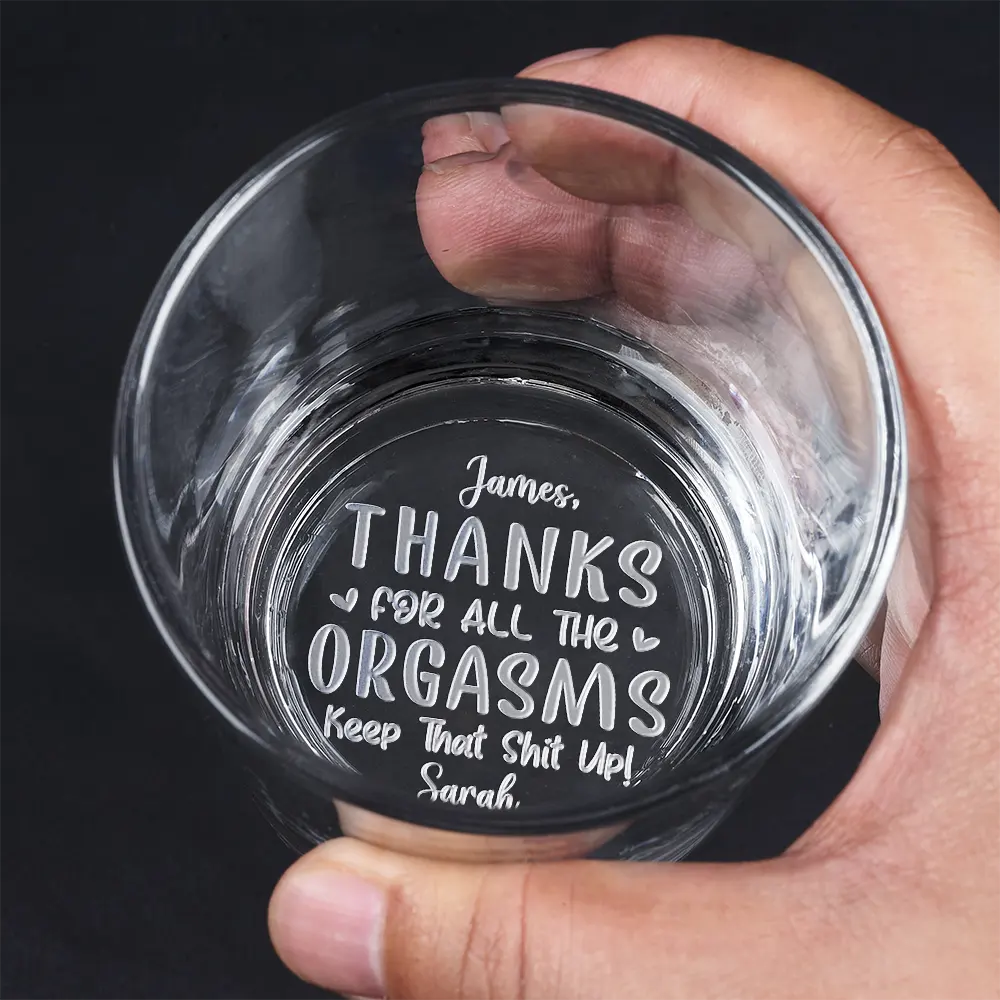 James,
THANKS
FOR ALL THE
ORGASMS
Keep That Shit Up!
Sarah,